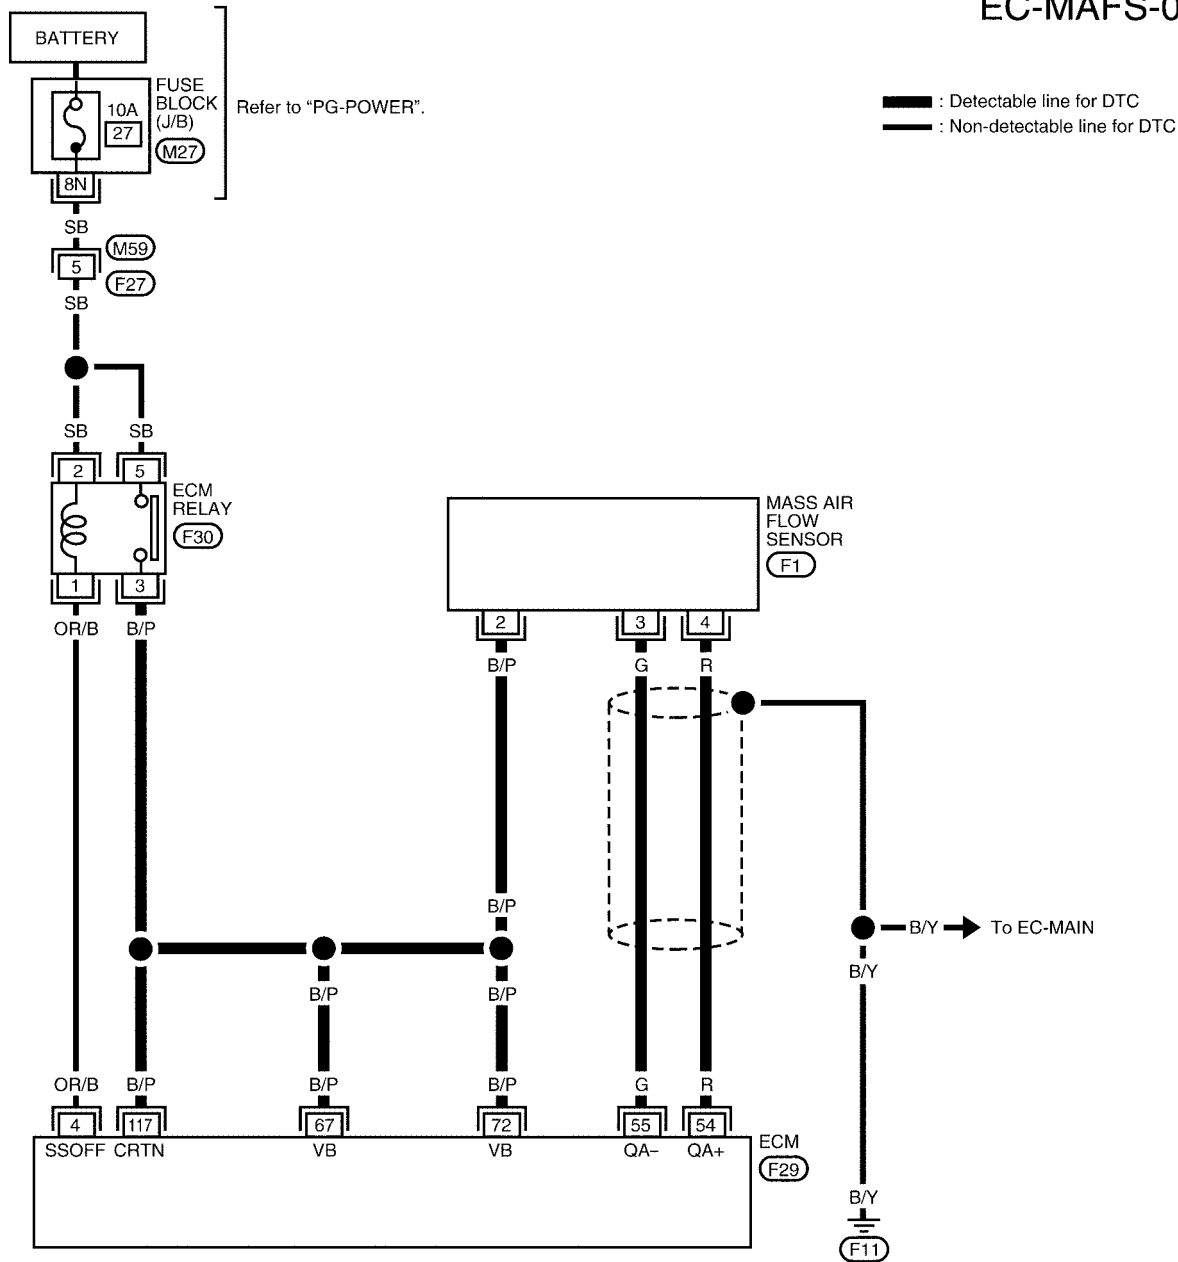 EC-MAFS-0
BATTERY
FUSE
BLOCK
(J/B)
M27
10A
27
Refer to “PG-POWER”.
: Detectable line for DTC
: Non-detectable line for DTC
8N
SB
M59
5
F27
SB
SB SB
2 5
ECM
RELAY
F30
1 3
OR/B B/P
MASS AIR
FLOW
SENSOR
F1
2 3 4
B/P G R
B/P
B/Y To EC-MAIN
B/Y
B/P B/P
OR/B B/P B/P B/P G R
4 117 67 72 55 54
SSOFF CRTN VB VB QA– QA+
ECM
F29
B/Y
F11